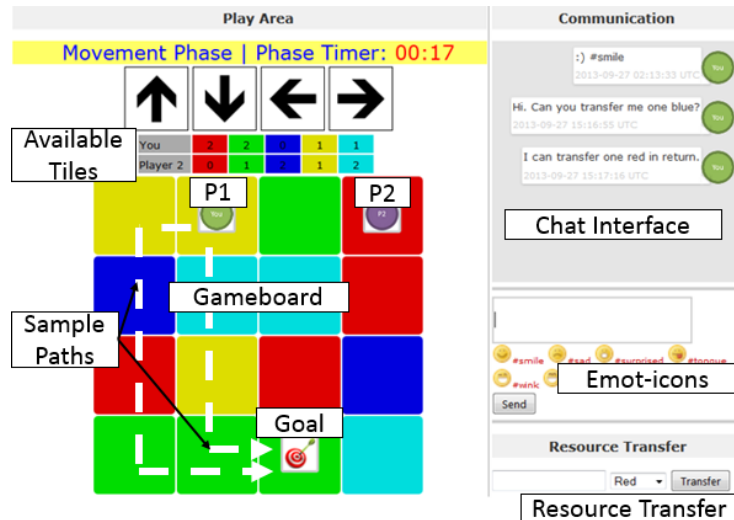 Play Area
Movement Phase | Phase Timer: 00:17
Available
Tiles
You 2 2 0 1 1
Player 2 0 1 1 2
P1
You
P2
P2
Gameboard
Sample
Paths
Goal
Communication
:) #smile
2013-09-27 02:13:33 UTC
You
Hi. Can you transfer me one blue?
2013-09-27 15:16:55 UTC
You
I can transfer one red in return.
2013-09-27 15:17:16 UTC
You
Chat Interface
#smile #sad #surprised #tongue
#wink
Emot-icons
Send
Resource Transfer
Red Transfer
Resource Transfer